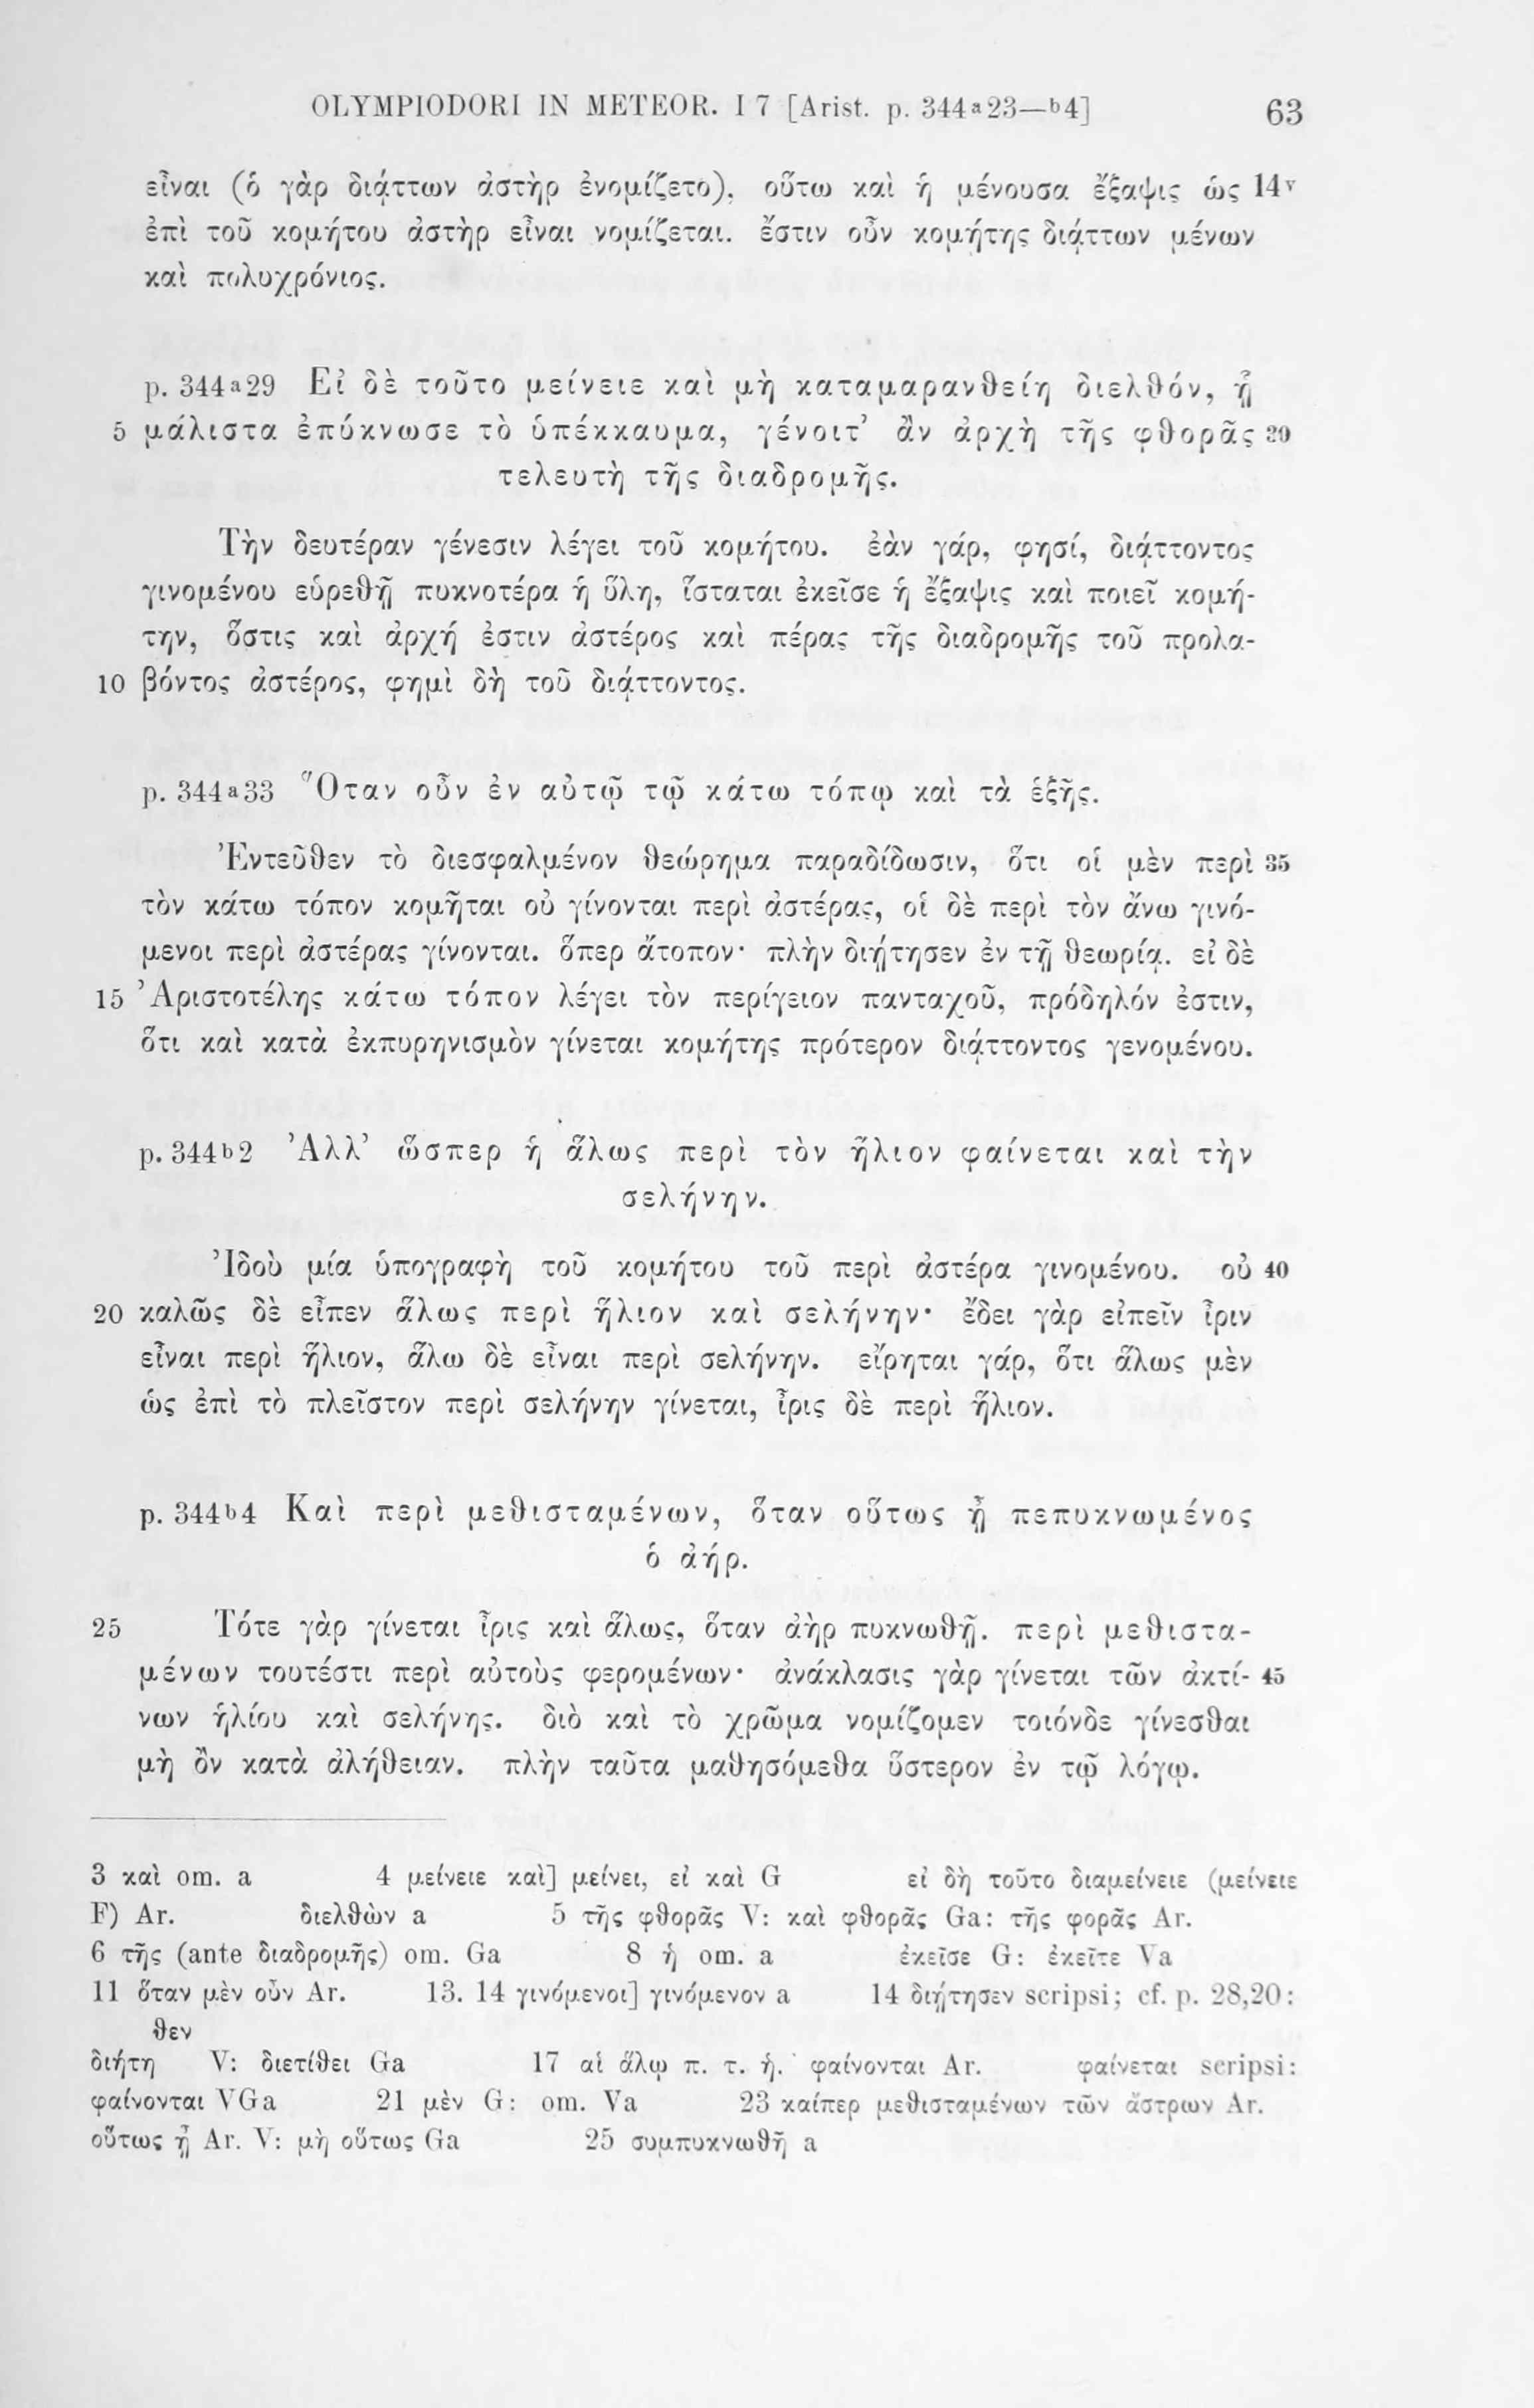 OLYMPIODORI IN METEOR. I 7 [Arist. p. 344ᵃ23—ᵇ4] 63
εἶναι (ὁ γὰρ διᾴττων ἀστὴρ ἐνομίζετο), οὕτω καὶ ἡ μένουσα ἔξαψις ὡς 14ᵛ
ἐπὶ τοῦ κομήτου ἀστὴρ εἶναι νομίζεται. ἔστιν οὖν κομήτης διᾴττων μένων
καὶ πολυχρόνιος.
p. 344ᵃ29 Εἰ δὲ τοῦτο μείνειε καὶ μὴ καταμαρανθείη διελθόν, ᾗ
5 μάλιστα ἐπύκνωσε τὸ ὑπέκκαυμα, γένοιτ’ ἂν ἀρχὴ τῆς φθορᾶς 30
τελευτὴ τῆς διαδρομῆς.
Τὴν δευτέραν γένεσιν λέγει τοῦ κομήτου. ἐὰν γάρ, φησί, διᾴττοντος
γινομένου εὑρεθῇ πυκνοτέρα ἡ ὕλη, ἵσταται ἐκεῖσε ἡ ἔξαψις καὶ ποιεῖ κομή-
την, ὅστις καὶ ἀρχή ἐστιν ἀστέρος καὶ πέρας τῆς διαδρομῆς τοῦ προλα-
10 βόντος ἀστέρος, φημὶ δὴ τοῦ διᾴττοντος.
p. 344ᵃ33 Ὅταν οὖν ἐν αὐτῷ τῷ κάτω τόπῳ καὶ τὰ ἑξῆς.
Ἐντεῦθεν τὸ διεσφαλμένον θεώρημα παραδίδωσιν, ὅτι οἱ μὲν περὶ 35
τὸν κάτω τόπον κομῆται οὐ γίνονται περὶ ἀστέρας, οἱ δὲ περὶ τὸν ἄνω γινό-
μενοι περὶ ἀστέρας γίνονται. ὅπερ ἄτοπον· πλὴν διῄτησεν ἐν τῇ θεωρίᾳ. εἰ δὲ
15 Ἀριστοτέλης κάτω τόπον λέγει τὸν περίγειον πανταχοῦ, πρόδηλόν ἐστιν,
ὅτι καὶ κατὰ ἐκπυρηνισμὸν γίνεται κομήτης πρότερον διᾴττοντος γενομένου.
p. 344ᵇ2 Ἀλλ’ ὥσπερ ἡ ἅλως περὶ τὸν ἥλιον φαίνεται καὶ τὴν
σελήνην.
Ἰδοὺ μία ὑπογραφὴ τοῦ κομήτου τοῦ περὶ ἀστέρα γινομένου. οὐ 40
20 καλῶς δὲ εἶπεν ἅλως περὶ ἥλιον καὶ σελήνην· ἔδει γὰρ εἰπεῖν ἶριν
εἶναι περὶ ἥλιον, ἅλω δὲ εἶναι περὶ σελήνην. εἴρηται γάρ, ὅτι ἅλως μὲν
ὡς ἐπὶ τὸ πλεῖστον περὶ σελήνην γίνεται, ἶρις δὲ περὶ ἥλιον.
p. 344ᵇ4 Καὶ περὶ μεθισταμένων, ὅταν οὕτως ᾖ πεπυκνωμένος
ὁ ἀήρ.
25 Τότε γὰρ γίνεται ἶρις καὶ ἅλως, ὅταν ἀὴρ πυκνωθῇ. περὶ μεθιστα-
μένων τουτέστι περὶ αὐτοὺς φερομένων· ἀνάκλασις γὰρ γίνεται τῶν ἀκτί- 45
νων ἡλίου καὶ σελήνης. διὸ καὶ τὸ χρῶμα νομίζομεν τοιόνδε γίνεσθαι
μὴ ὂν κατὰ ἀλήθειαν. πλὴν ταῦτα μαθησόμεθα ὕστερον ἐν τῷ λόγῳ.
3 καὶ om. a 4 μείνειε καὶ] μείνει, εἰ καὶ G εἰ δὴ τοῦτο διαμείνειε (μείνειε
F) Ar. διελθὼν a 5 τῆς φθορᾶς V: καὶ φθορᾶς Ga: τῆς φορᾶς Ar.
6 τῆς (ante διαδρομῆς) om. Ga 8 ἡ om. a ἐκεῖσε G: ἐκεῖτε Va
11 ὅταν μὲν οὖν Ar. 13. 14 γινόμενοι] γινόμενον a 14 διῄτησεν scripsi; cf. p. 28,20:
θεν
διήτη V: διετίθει Ga 17 αἱ ἅλῳ π. τ. ἡ. φαίνονται Ar. φαίνεται scripsi:
φαίνονται VGa 21 μὲν G: om. Va 23 καίπερ μεθισταμένων τῶν ἄστρων Ar.
οὕτως ᾖ Ar. V: μὴ οὕτως Ga 25 συμπυκνωθῇ a